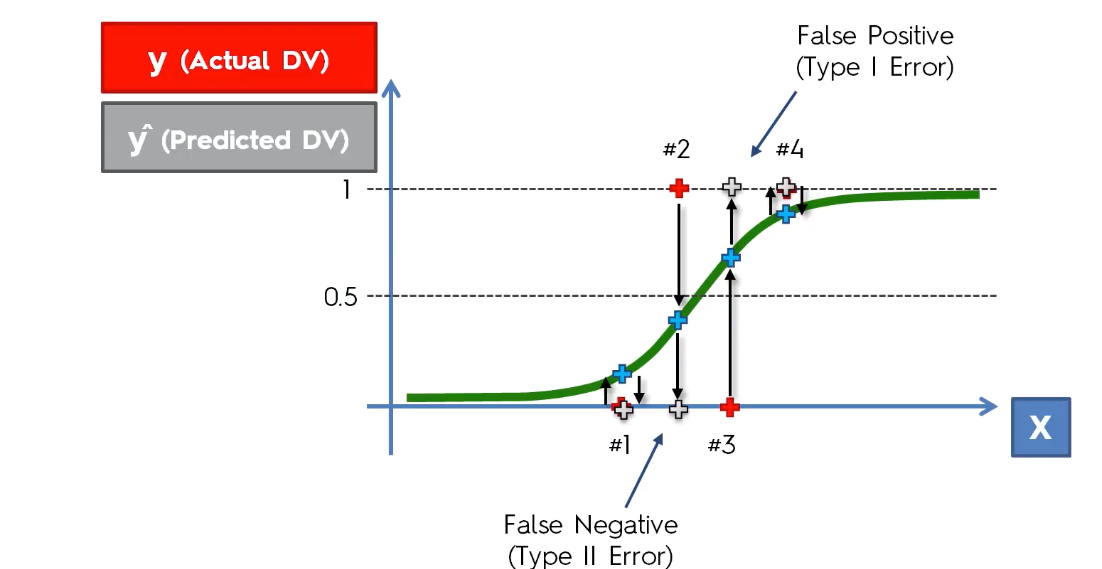 y (Actual DV)
y^ (Predicted DV)
False Positive
(Type I Error)
#2
#4
1
0.5
#1
#3
X
False Negative
(Type II Error)